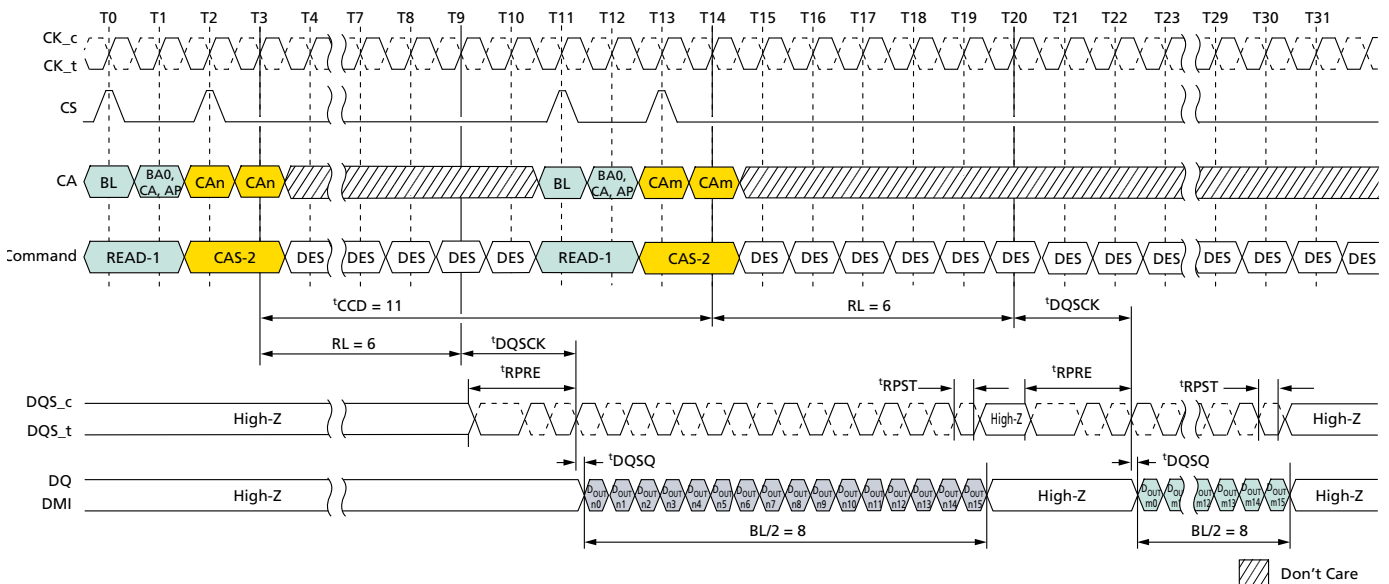 T0 T1 T2 T3 T4 T7 T8 T9 T10 T11 T12 T13 T14 T15 T16 T17 T18 T19 T20 T21 T22 T23 T29 T30 T31
CK_c
CK_t
CS
CA BL BA0, CA, AP CAn CAn BL BA0, CA, AP CAm CAm
Command READ-1 CAS-2 DES DES DES DES DES READ-1 CAS-2 DES DES DES DES DES DES DES DES DES DES DES DES DES
tCCD = 11 RL = 6 tDQSCK
RL = 6 tDQSCK
tRPRE tRPST tRPRE tRPST
DQS_c
DQS_t High-Z High-Z High-Z
tDQSQ tDQSQ
DQ
DMI High-Z DOUT n0 DOUT n1 DOUT n2 DOUT n3 DOUT n4 DOUT n5 DOUT n6 DOUT n7 DOUT n8 DOUT n9 DOUT n10 DOUT n11 DOUT n12 DOUT n13 DOUT n14 DOUT n15 High-Z DOUT m0 DOUT m12 DOUT m13 DOUT m14 DOUT m15 High-Z
BL/2 = 8 BL/2 = 8
Don't Care